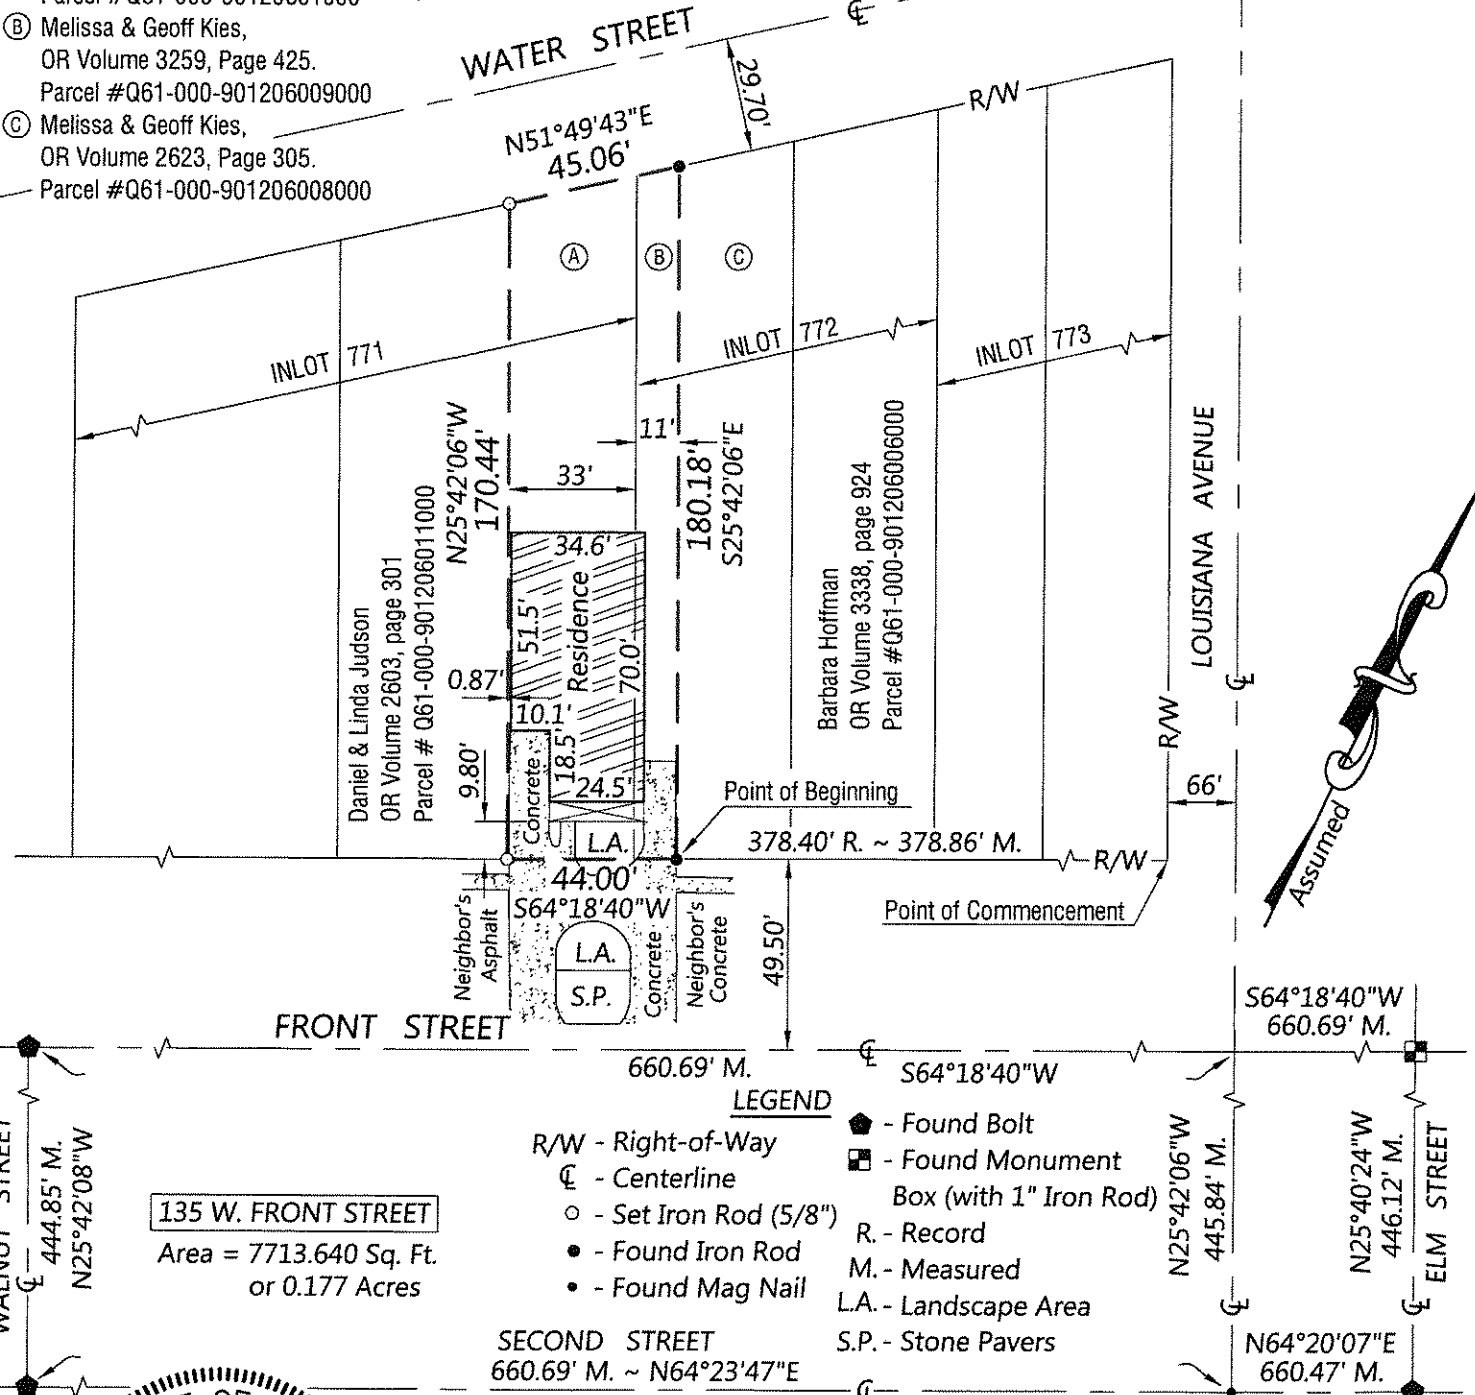 Ⓑ Melissa & Geoff Kies,
OR Volume 3259, Page 425.
Parcel #Q61-000-901206009000
Ⓒ Melissa & Geoff Kies,
OR Volume 2623, Page 305.
Parcel #Q61-000-901206008000
WATER STREET
℄
29.70'
R/W
N51°49'43"E
45.06'
Ⓐ
Ⓑ
Ⓒ
INLOT 771
INLOT 772
INLOT 773
11'
33'
N25°42'06"W
170.44'
180.18'
S25°42'06"E
34.6'
Residence
51.5'
70.0'
0.87'
10.1'
18.5'
24.5'
9.80'
Concrete
L.A.
Daniel & Linda Judson
OR Volume 2603, page 301
Parcel # Q61-000-901206011000
Barbara Hoffman
OR Volume 3338, page 924
Parcel #Q61-000-901206006000
LOUISIANA AVENUE
℄
R/W
66'
Assumed
Point of Beginning
378.40' R. ~ 378.86' M.
R/W
Point of Commencement
44.00'
S64°18'40"W
Neighbor's
Asphalt
L.A.
S.P.
Concrete
Neighbor's
Concrete
49.50'
FRONT STREET
660.69' M.
℄
S64°18'40"W
S64°18'40"W
660.69' M.
LEGEND
R/W - Right-of-Way
℄ - Centerline
○ - Set Iron Rod (5/8")
● - Found Iron Rod
• - Found Mag Nail
- Found Bolt
- Found Monument
Box (with 1" Iron Rod)
R. - Record
M. - Measured
L.A. - Landscape Area
S.P. - Stone Pavers
STREET
℄
444.85' M.
N25°42'08"W
135 W. FRONT STREET
Area = 7713.640 Sq. Ft.
or 0.177 Acres
N25°42'06"W
445.84' M.
℄
N25°40'24"W
446.12' M.
℄
ELM STREET
SECOND STREET
660.69' M. ~ N64°23'47"E
℄
N64°20'07"E
660.47' M.